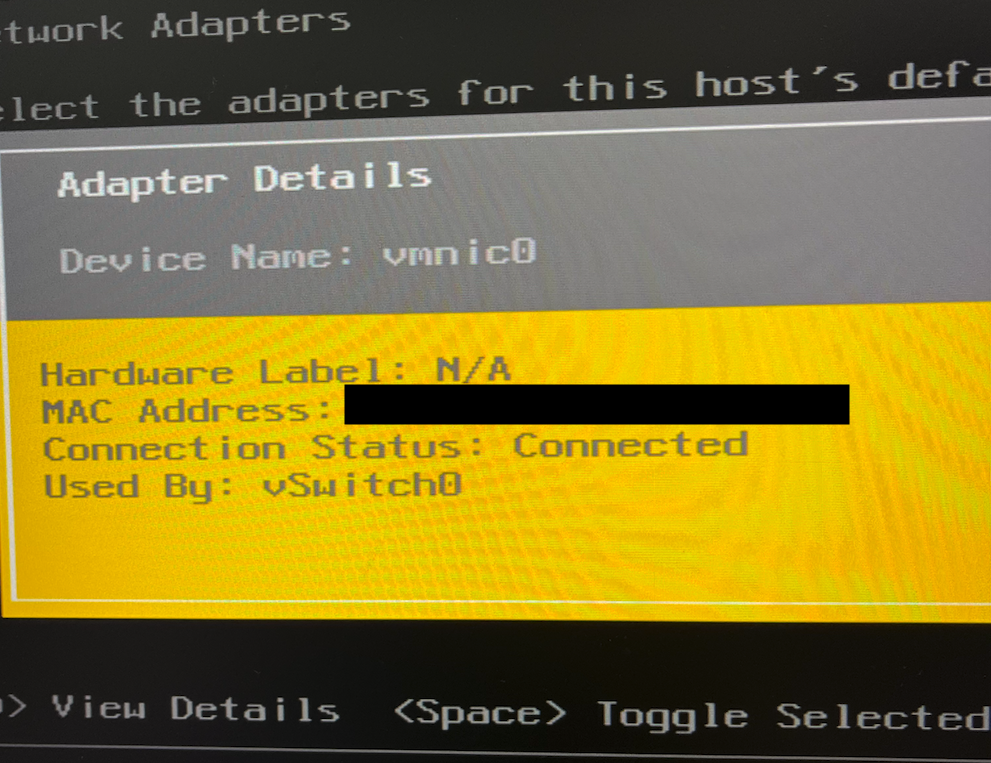 twork Adapters
elect the adapters for this host's defa
Adapter Details
Device Name: vmnic0
Hardware Label: N/A
MAC Address:
Connection Status: Connected
Used By: vSwitch0
> View Details <Space> Toggle Selected